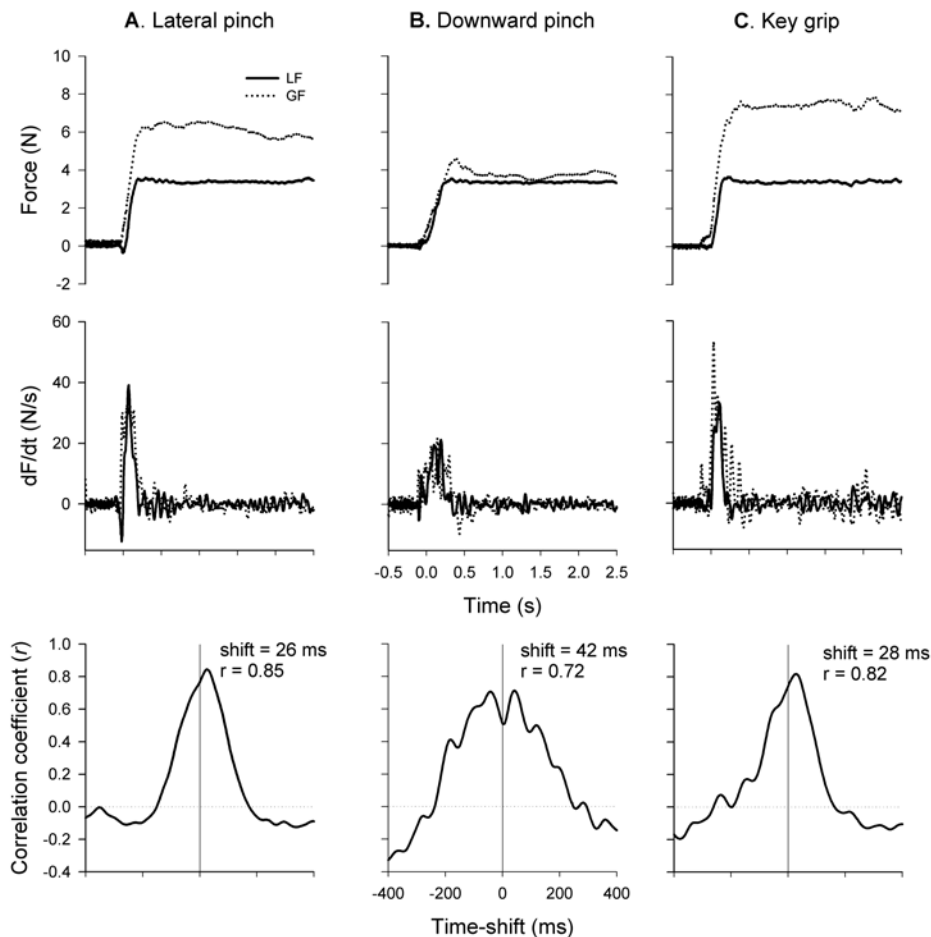 A. Lateral pinch
B. Downward pinch
C. Key grip
LF
GF
Force (N)
10
8
6
4
2
0
-2
dF/dt (N/s)
60
40
20
0
-0.5 0.0 0.5 1.0 1.5 2.0 2.5
Time (s)
Correlation coefficient (r)
1.0
0.8
0.6
0.4
0.2
0.0
-0.2
-0.4
shift = 26 ms
r = 0.85
shift = 42 ms
r = 0.72
shift = 28 ms
r = 0.82
-400 -200 0 200 400
Time-shift (ms)